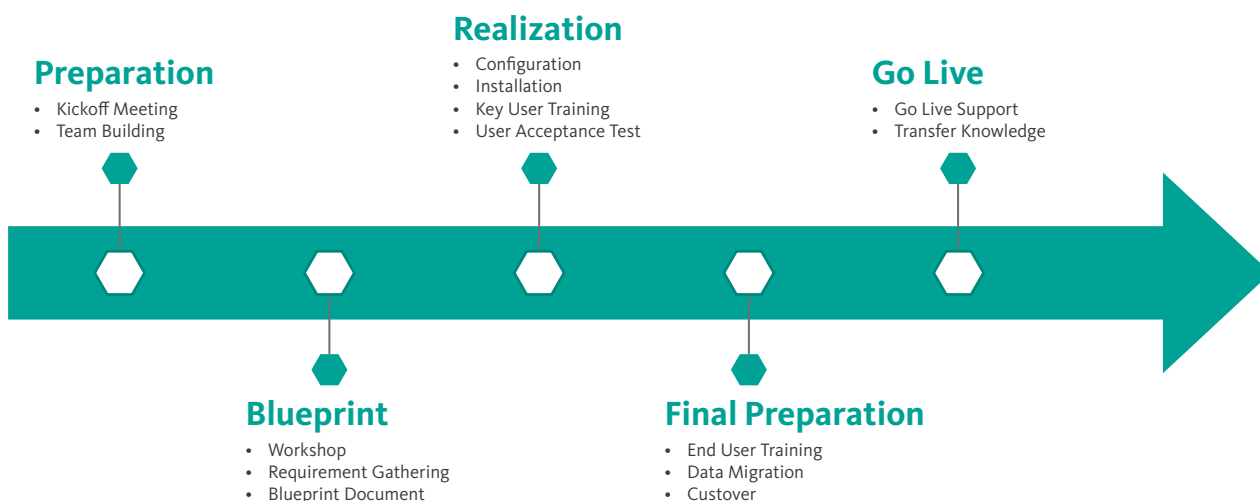 Preparation
• Kickoff Meeting
• Team Building
Blueprint
• Workshop
• Requirement Gathering
• Blueprint Document
Realization
• Configuration
• Installation
• Key User Training
• User Acceptance Test
Final Preparation
• End User Training
• Data Migration
• Custover
Go Live
• Go Live Support
• Transfer Knowledge